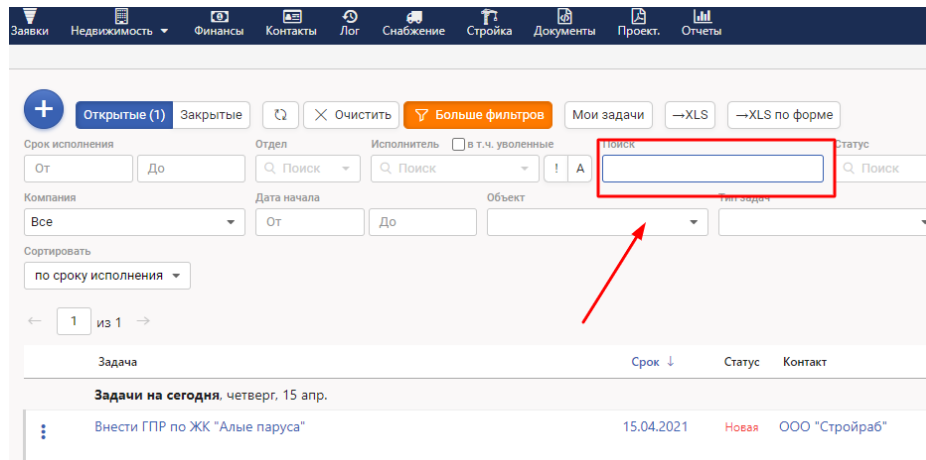 Заявки Недвижимость Финансы Контакты Лог Снабжение Стройка Документы Проект. Отчеты
Открытые (1) Закрытые Очистить Больше фильтров Мои задачи →XLS →XLS по форме
Срок исполнения Отдел Исполнитель в т.ч. уволенные Поиск Статус
От До Поиск Поиск ! А Поиск
Компания Дата начала Объект Тип задач
Все От До
Сортировать
по сроку исполнения
← 1 из 1 →
Задача Срок ↓ Статус Контакт
Задачи на сегодня, четверг, 15 апр.
Внести ГПР по ЖК "Алые паруса" 15.04.2021 Новая ООО "Стройраб"